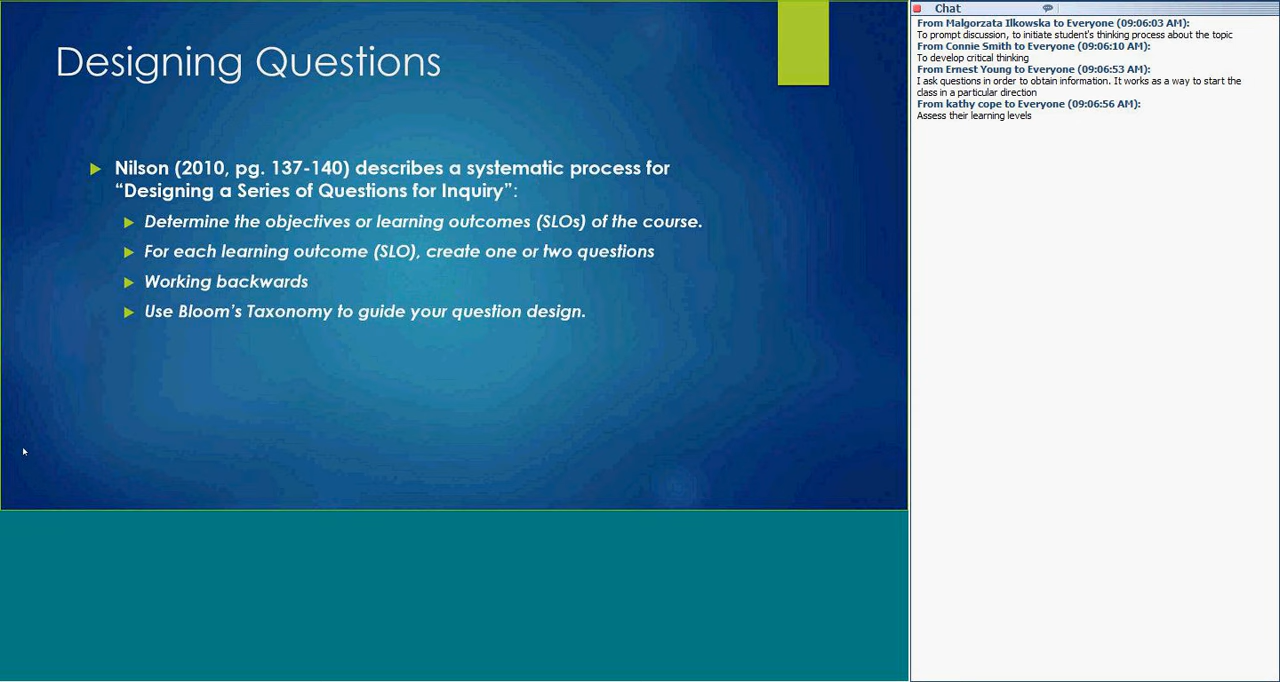 Designing Questions
Nilson (2010, pg. 137-140) describes a systematic process for
“Designing a Series of Questions for Inquiry”:
Determine the objectives or learning outcomes (SLOs) of the course.
For each learning outcome (SLO), create one or two questions
Working backwards
Use Bloom’s Taxonomy to guide your question design.
Chat
From Malgorzata Ilkowska to Everyone (09:06:03 AM):
To prompt discussion, to initiate student's thinking process about the topic
From Connie Smith to Everyone (09:06:10 AM):
To develop critical thinking
From Ernest Young to Everyone (09:06:53 AM):
I ask questions in order to obtain information. It works as a way to start the
class in a particular direction
From kathy cope to Everyone (09:06:56 AM):
Assess their learning levels